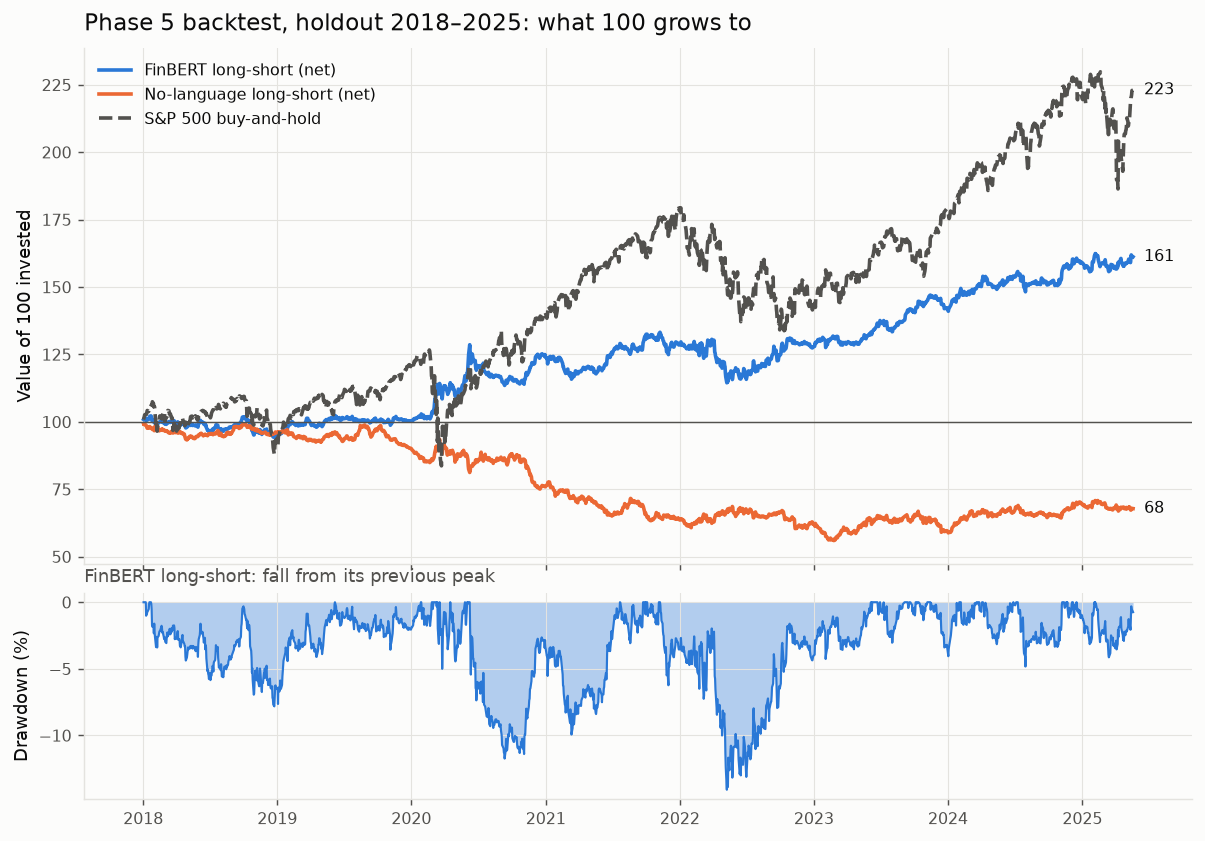 Phase 5 backtest, holdout 2018–2025: what 100 grows to
FinBERT long-short (net)
No-language long-short (net)
S&P 500 buy-and-hold
Value of 100 invested
225
200
175
150
125
100
75
50
223
161
68
FinBERT long-short: fall from its previous peak
Drawdown (%)
0
−5
−10
2018 2019 2020 2021 2022 2023 2024 2025